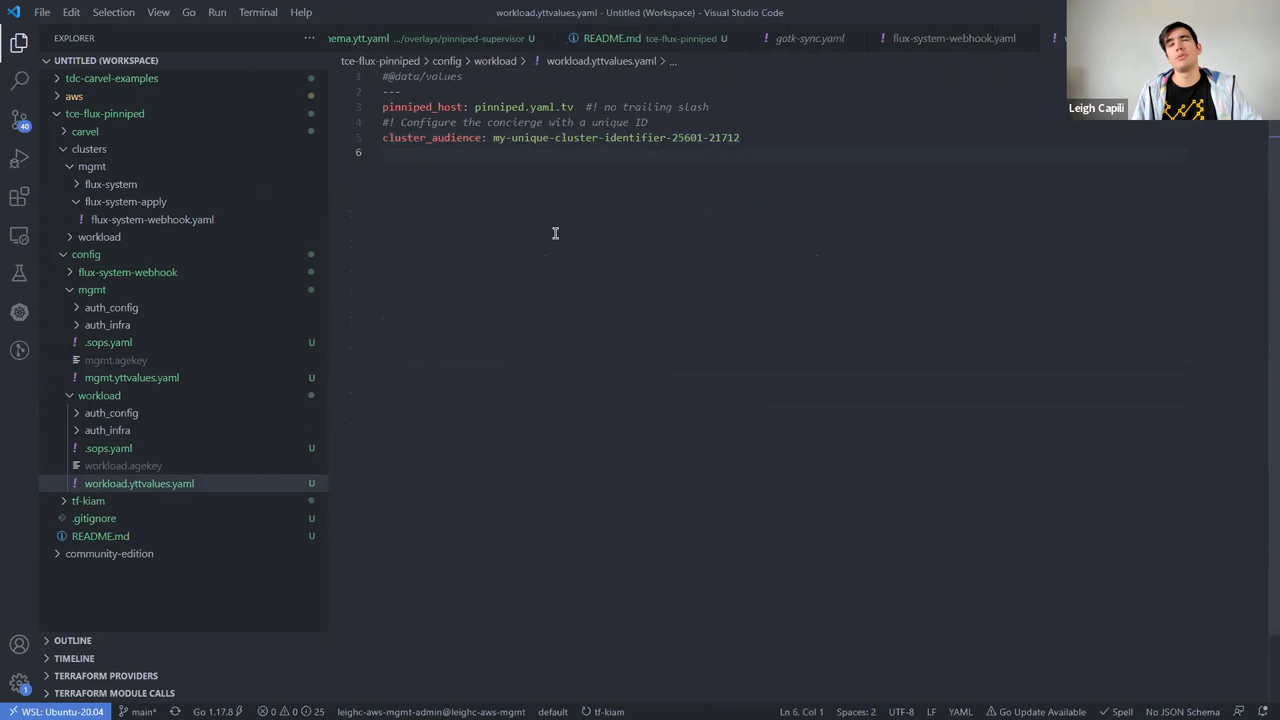 File Edit Selection View Go Run Terminal Help
workload.yttvalues.yaml - Untitled (Workspace) - Visual Studio Code
EXPLORER
nema.ytt.yaml .../overlays/pinniped-supervisor U
README.md tce-flux-pinniped U
gotk-sync.yaml
flux-system-webhook.yaml
UNTITLED (WORKSPACE)
tdc-carvel-examples
aws
tce-flux-pinniped
carvel
clusters
mgmt
flux-system
flux-system-apply
flux-system-webhook.yaml
workload
config
flux-system-webhook
mgmt
auth_config
auth_infra
.sops.yaml U
mgmt.agekey
mgmt.yttvalues.yaml U
workload
auth_config
auth_infra
.sops.yaml U
workload.agekey
workload.yttvalues.yaml U
tf-kiam
.gitignore U
README.md U
community-edition
OUTLINE
TIMELINE
TERRAFORM PROVIDERS
TERRAFORM MODULE CALLS
40
1
tce-flux-pinniped > config > workload > ! workload.yttvalues.yaml > ...
1 #@data/values
2 ---
3 pinniped_host: pinniped.yaml.tv #! no trailing slash
4 #! Configure the concierge with a unique ID
5 cluster_audience: my-unique-cluster-identifier-25601-21712
6
Leigh Capili
WSL: Ubuntu-20.04 main* Go 1.17.8 0 0 25 leighc-aws-mgmt-admin@leighc-aws-mgmt default tf-kiam Ln 6, Col 1 Spaces: 2 UTF-8 LF YAML Go Update Available Spell No JSON Schema